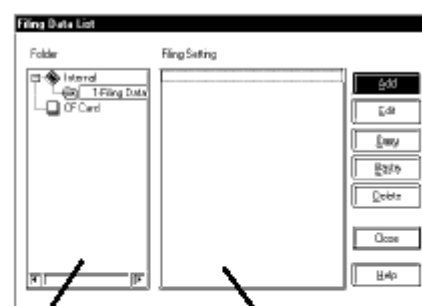 Filing Data List
Folder
Filing Setting
Internal
1-Filing Data
CF Card
Add
Edit
Copy
Paste
Delete
Close
Help